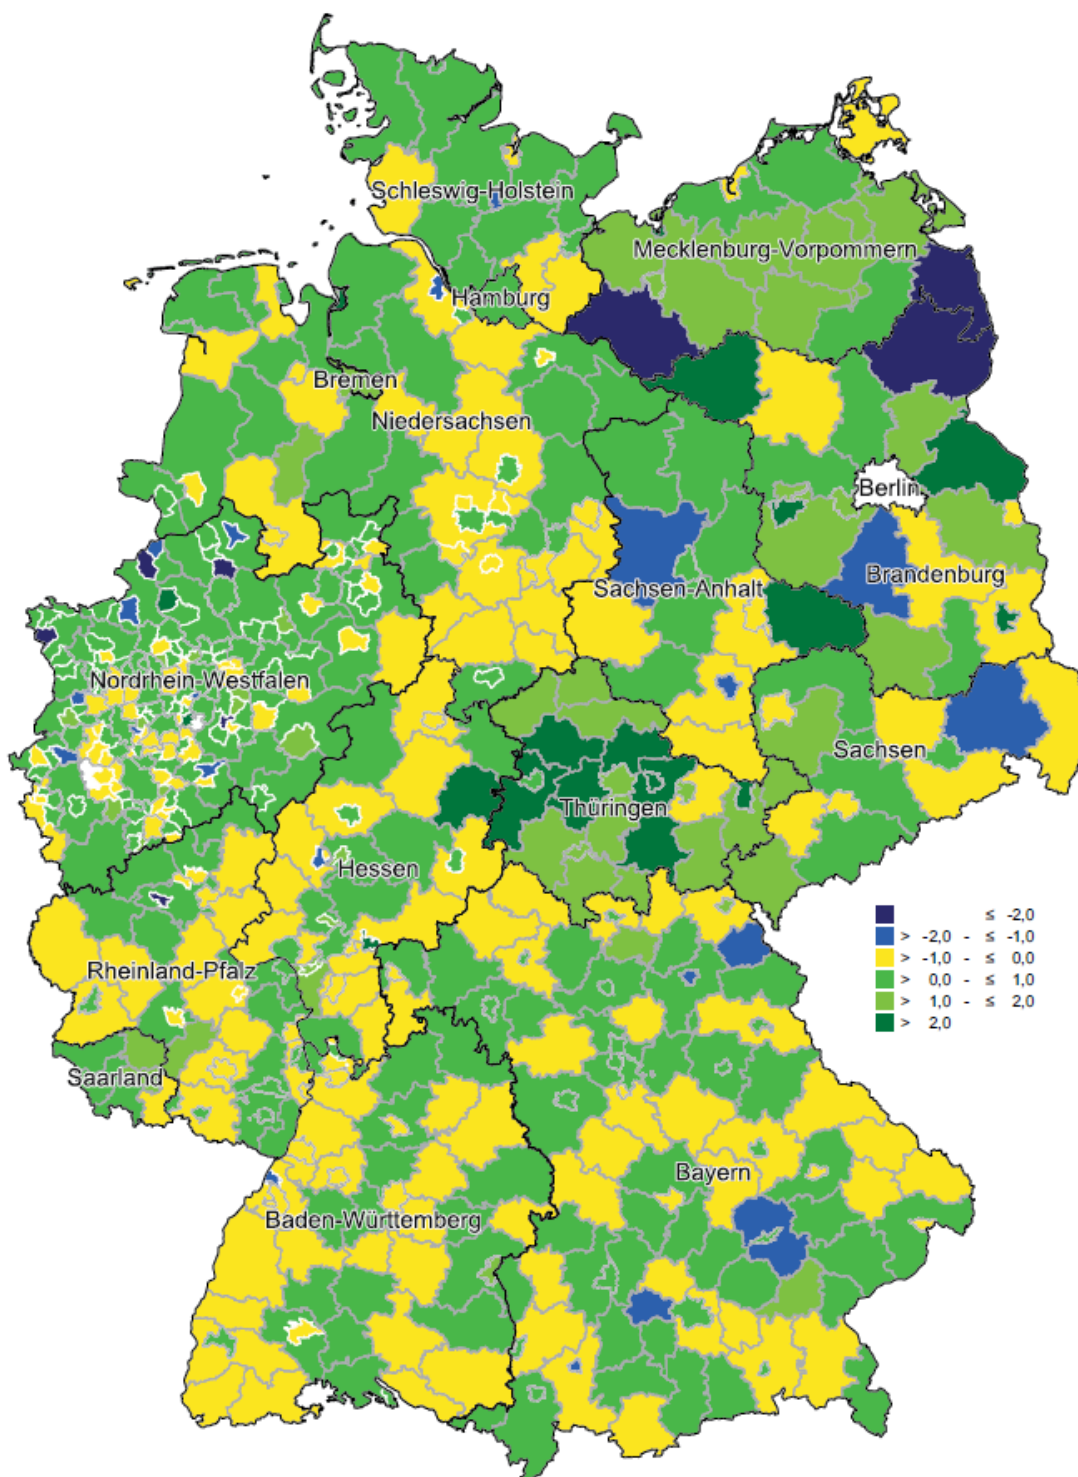 Schleswig-Holstein
Mecklenburg-Vorpommern
Hamburg
Bremen
Niedersachsen
Berlin
Brandenburg
Sachsen-Anhalt
Nordrhein-Westfalen
Sachsen
Thüringen
Hessen
≤ -2,0
> -2,0 - ≤ -1,0
> -1,0 - ≤ 0,0
> 0,0 - ≤ 1,0
> 1,0 - ≤ 2,0
> 2,0
Rheinland-Pfalz
Saarland
Bayern
Baden-Württemberg